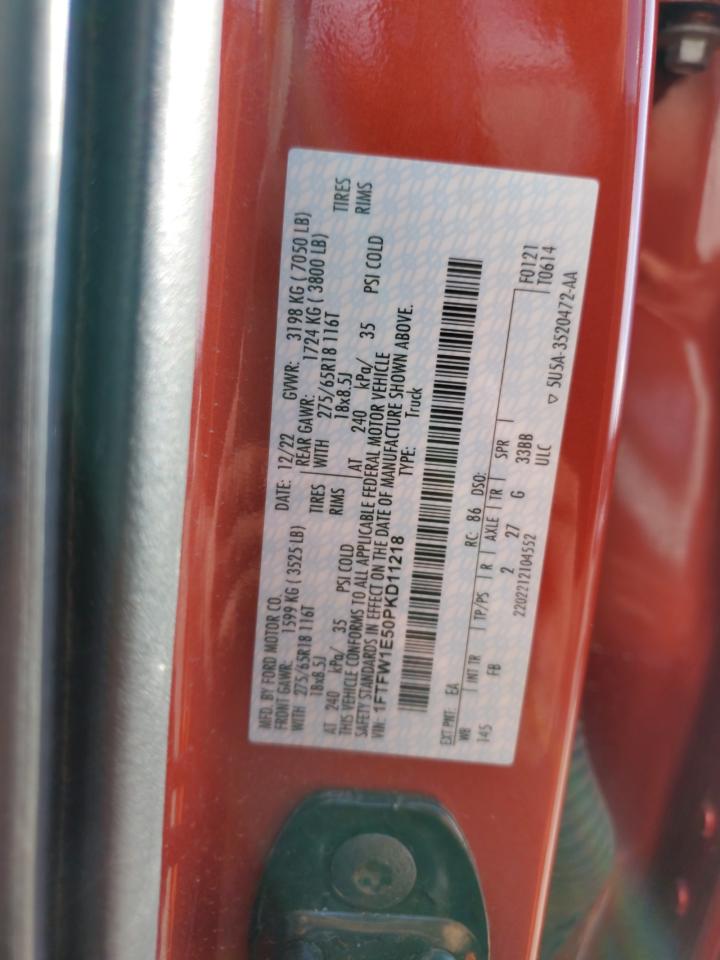 MFD. BY FORD MOTOR CO. DATE: 12/22 GVWR: 3198 KG ( 7050 LB)
FRONT GAWR: 1599 KG ( 3525 LB) REAR GAWR: 1724 KG ( 3800 LB)
WITH 275/65R18 116T TIRES WITH 275/65R18 116T TIRES
18x8.5J RIMS 18x8.5J RIMS
AT 240 kPa/ 35 PSI COLD AT 240 kPa/ 35 PSI COLD
THIS VEHICLE CONFORMS TO ALL APPLICABLE FEDERAL MOTOR VEHICLE
SAFETY STANDARDS IN EFFECT ON THE DATE OF MANUFACTURE SHOWN ABOVE.
VIN: 1FTFW1E50PKD11218 TYPE: Truck
EXT PNT: EA RC: 86 DSO: F0121
WB INT TR TP/PS R AXLE TR SPR T0614
145 FB 2 27 G 33BB
2202212104552 ULC ▽ 5U5A-3520472-AA